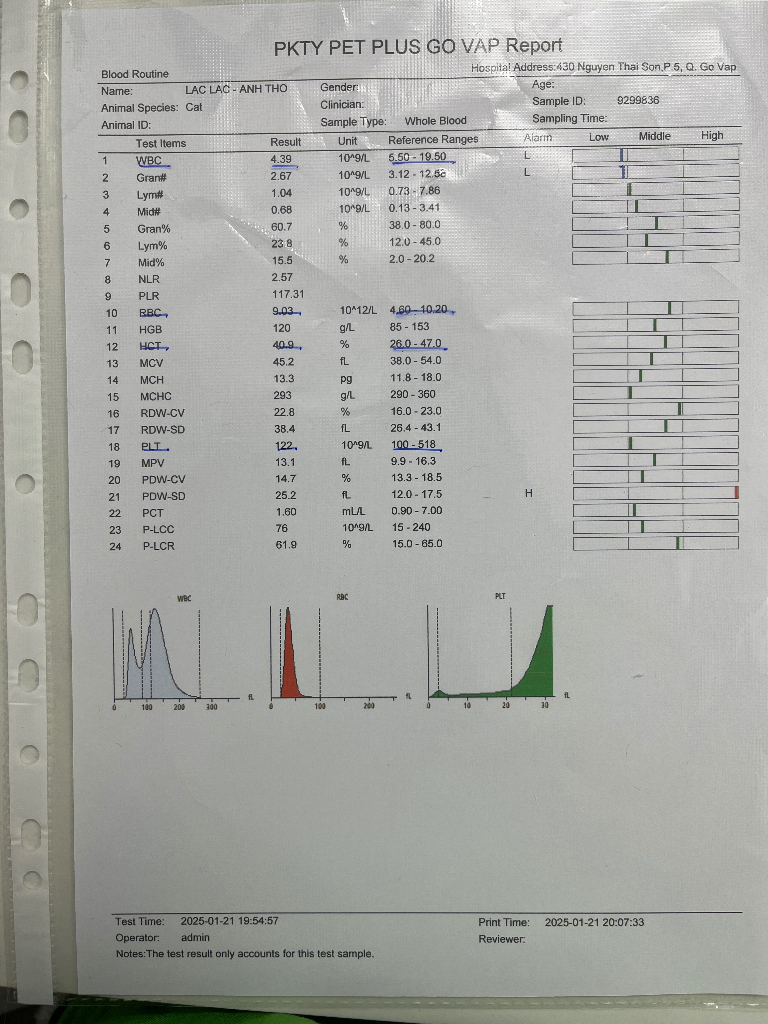 PKTY PET PLUS GO VAP Report
Blood Routine Hospital Address:430 Nguyen Thai Son,P.5, Q. Go Vap
Name: LAC LAC - ANH THO Gender: Age:
Animal Species: Cat Clinician: Sample ID: 9299836
Animal ID: Sample Type: Whole Blood Sampling Time:
Test Items Result Unit Reference Ranges Alarm Low Middle High
1 WBC 4.39 10^9/L 5.50 - 19.50 L
2 Gran# 2.67 10^9/L 3.12 - 12.58 L
3 Lym# 1.04 10^9/L 0.73 - 7.86
4 Mid# 0.68 10^9/L 0.13 - 3.41
5 Gran% 60.7 % 38.0 - 80.0
6 Lym% 23.8 % 12.0 - 45.0
7 Mid% 15.5 % 2.0 - 20.2
8 NLR 2.57
9 PLR 117.31
10 RBC 9.03 10^12/L 4.60 - 10.20
11 HGB 120 g/L 85 - 153
12 HCT 40.9 % 26.0 - 47.0
13 MCV 45.2 fL 38.0 - 54.0
14 MCH 13.3 pg 11.8 - 18.0
15 MCHC 293 g/L 290 - 360
16 RDW-CV 22.8 % 16.0 - 23.0
17 RDW-SD 38.4 fL 26.4 - 43.1
18 PLT 122 10^9/L 100 - 518
19 MPV 13.1 fL 9.9 - 16.3
20 PDW-CV 14.7 % 13.3 - 18.5
21 PDW-SD 25.2 fL 12.0 - 17.5 H
22 PCT 1.60 mL/L 0.90 - 7.00
23 P-LCC 76 10^9/L 15 - 240
24 P-LCR 61.9 % 15.0 - 65.0
WBC RBC PLT
0 100 200 300 fL 0 100 200 fL 0 10 20 30 fL
Test Time: 2025-01-21 19:54:57 Print Time: 2025-01-21 20:07:33
Operator: admin Reviewer:
Notes:The test result only accounts for this test sample.